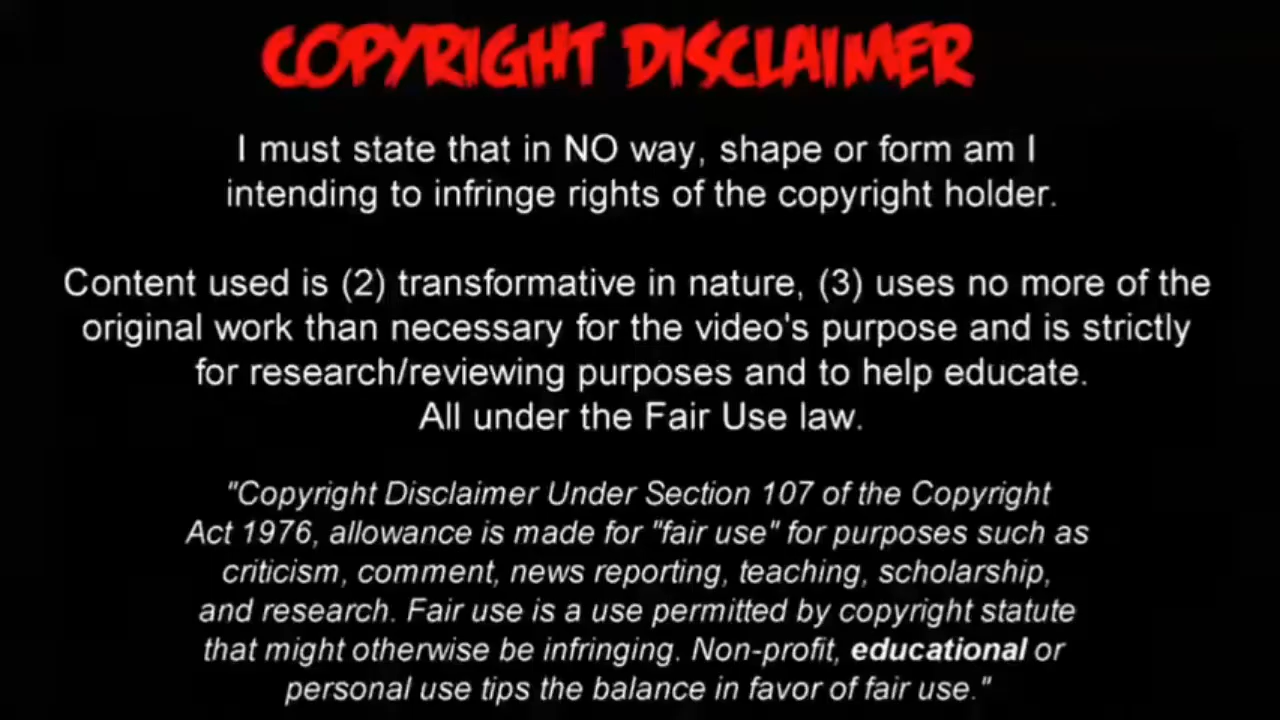 COPYRIGHT DISCLAIMER
I must state that in NO way, shape or form am I
intending to infringe rights of the copyright holder.
Content used is (2) transformative in nature, (3) uses no more of the
original work than necessary for the video's purpose and is strictly
for research/reviewing purposes and to help educate.
All under the Fair Use law.
"Copyright Disclaimer Under Section 107 of the Copyright
Act 1976, allowance is made for "fair use" for purposes such as
criticism, comment, news reporting, teaching, scholarship,
and research. Fair use is a use permitted by copyright statute
that might otherwise be infringing. Non-profit, educational or
personal use tips the balance in favor of fair use."